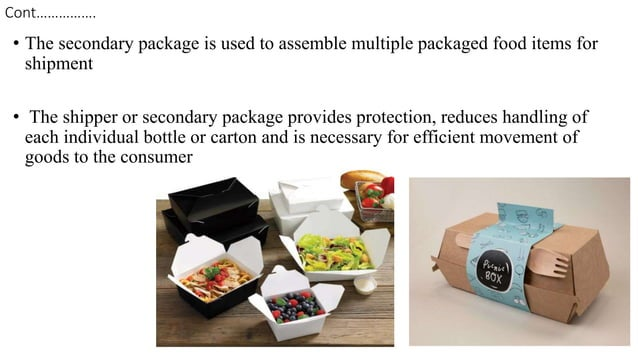 Cont…………….
• The secondary package is used to assemble multiple packaged food items for
shipment
• The shipper or secondary package provides protection, reduces handling of
each individual bottle or carton and is necessary for efficient movement of
goods to the consumer
Picnic
BOX